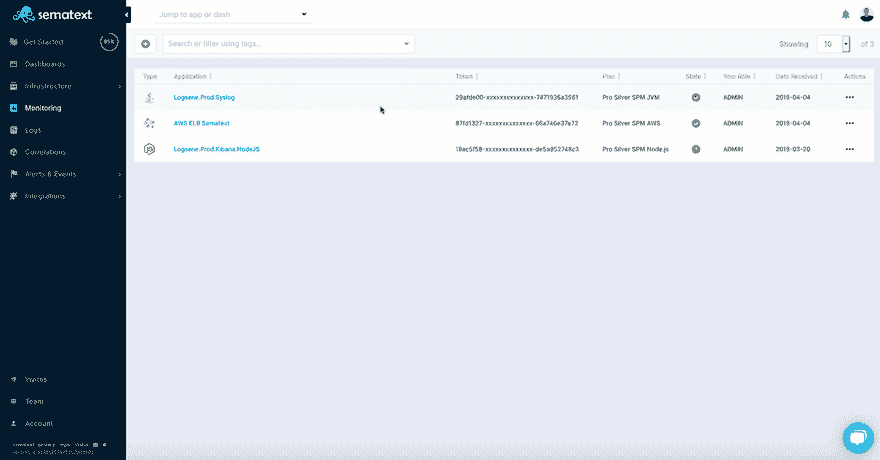 sematext
Jump to app or dash
Get Started
Dashboards
Infrastructure
Monitoring
Logs
Correlations
Alerts & Events
Integrations
Invites
Team
Account
Search or filter using tags...
Showing 10 of 3
Type Application Token Plan State Your Role Date Received Actions
Logsene.Prod.Syslog 29afde00-xxxxxxxxxxxxxx-7471936a3561 Pro Silver SPM JVM ADMIN 2019-04-04
AWS ELB Sematext 87fd1327-xxxxxxxxxxxxxx-66a746e37e72 Pro Silver SPM AWS ADMIN 2019-04-04
Logsene.Prod.Kibana.NodeJS 19ac5f58-xxxxxxxxxxxxxx-de5a952748c3 Pro Silver SPM Node.js ADMIN 2019-03-20